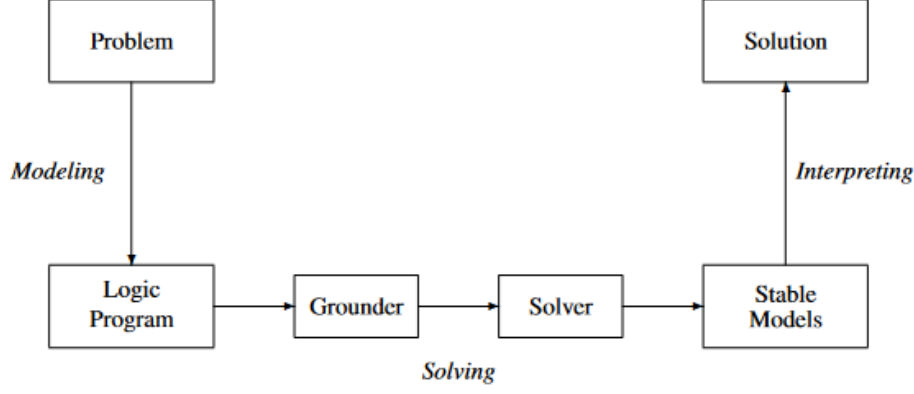 Problem
Solution
Modeling
Interpreting
Logic
Program
Grounder
Solver
Stable
Models
Solving